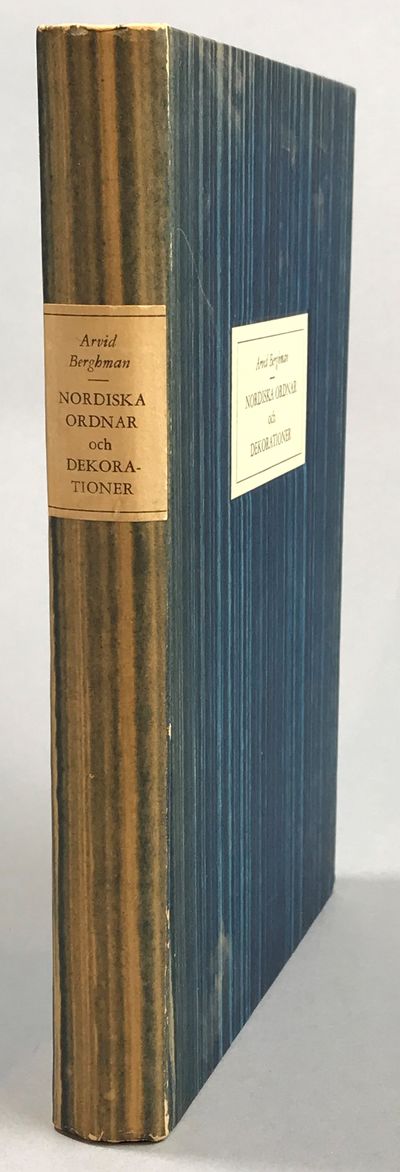 Arvid
Berghman
NORDISKA
ORDNAR
och
DEKORA-
TIONER
Arvid Berghman
NORDISKA ORDNAR
och
DEKORATIONER